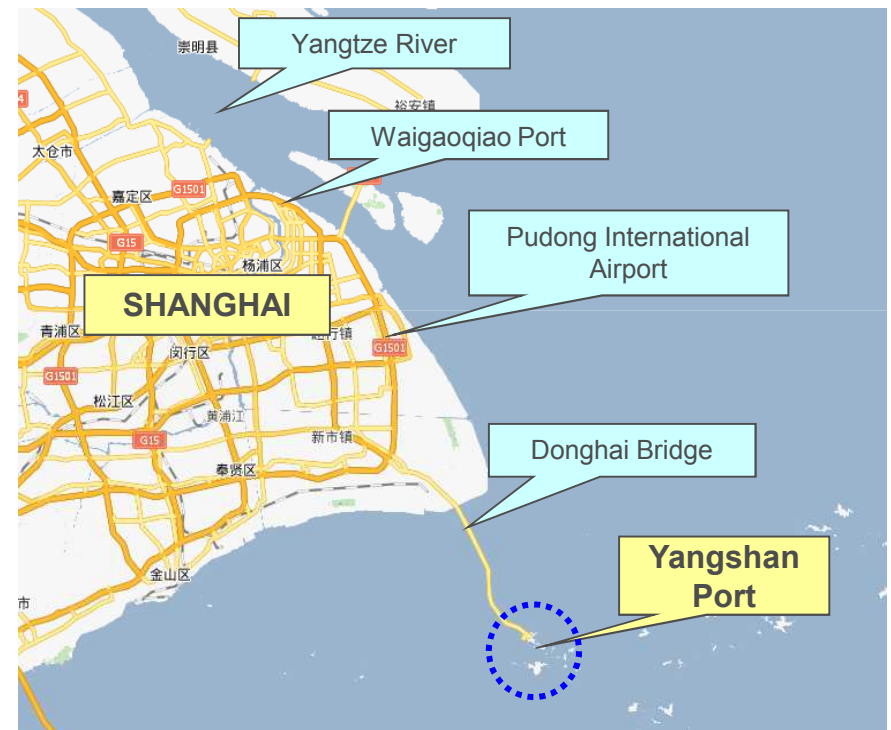 崇明县
Yangtze River
裕安镇
Waigaoqiao Port
太仓市
嘉定区
G1501
G15
杨浦区
Pudong International
Airport
SHANGHAI
青浦区
闵行区
G1501
G1501
松江区
黄浦江
G15
新市镇
奉贤区
Donghai Bridge
金山区
市
Yangshan
Port